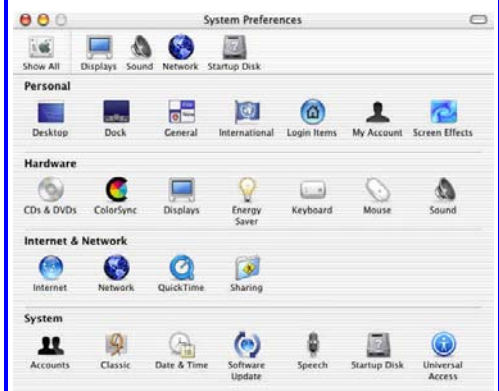 System Preferences
Show All Displays Sound Network Startup Disk
Personal
Desktop Dock General International Login Items My Account Screen Effects
Hardware
CDs & DVDs ColorSync Displays Energy Saver Keyboard Mouse Sound
Internet & Network
Internet Network QuickTime Sharing
System
Accounts Classic Date & Time Software Update Speech Startup Disk Universal Access